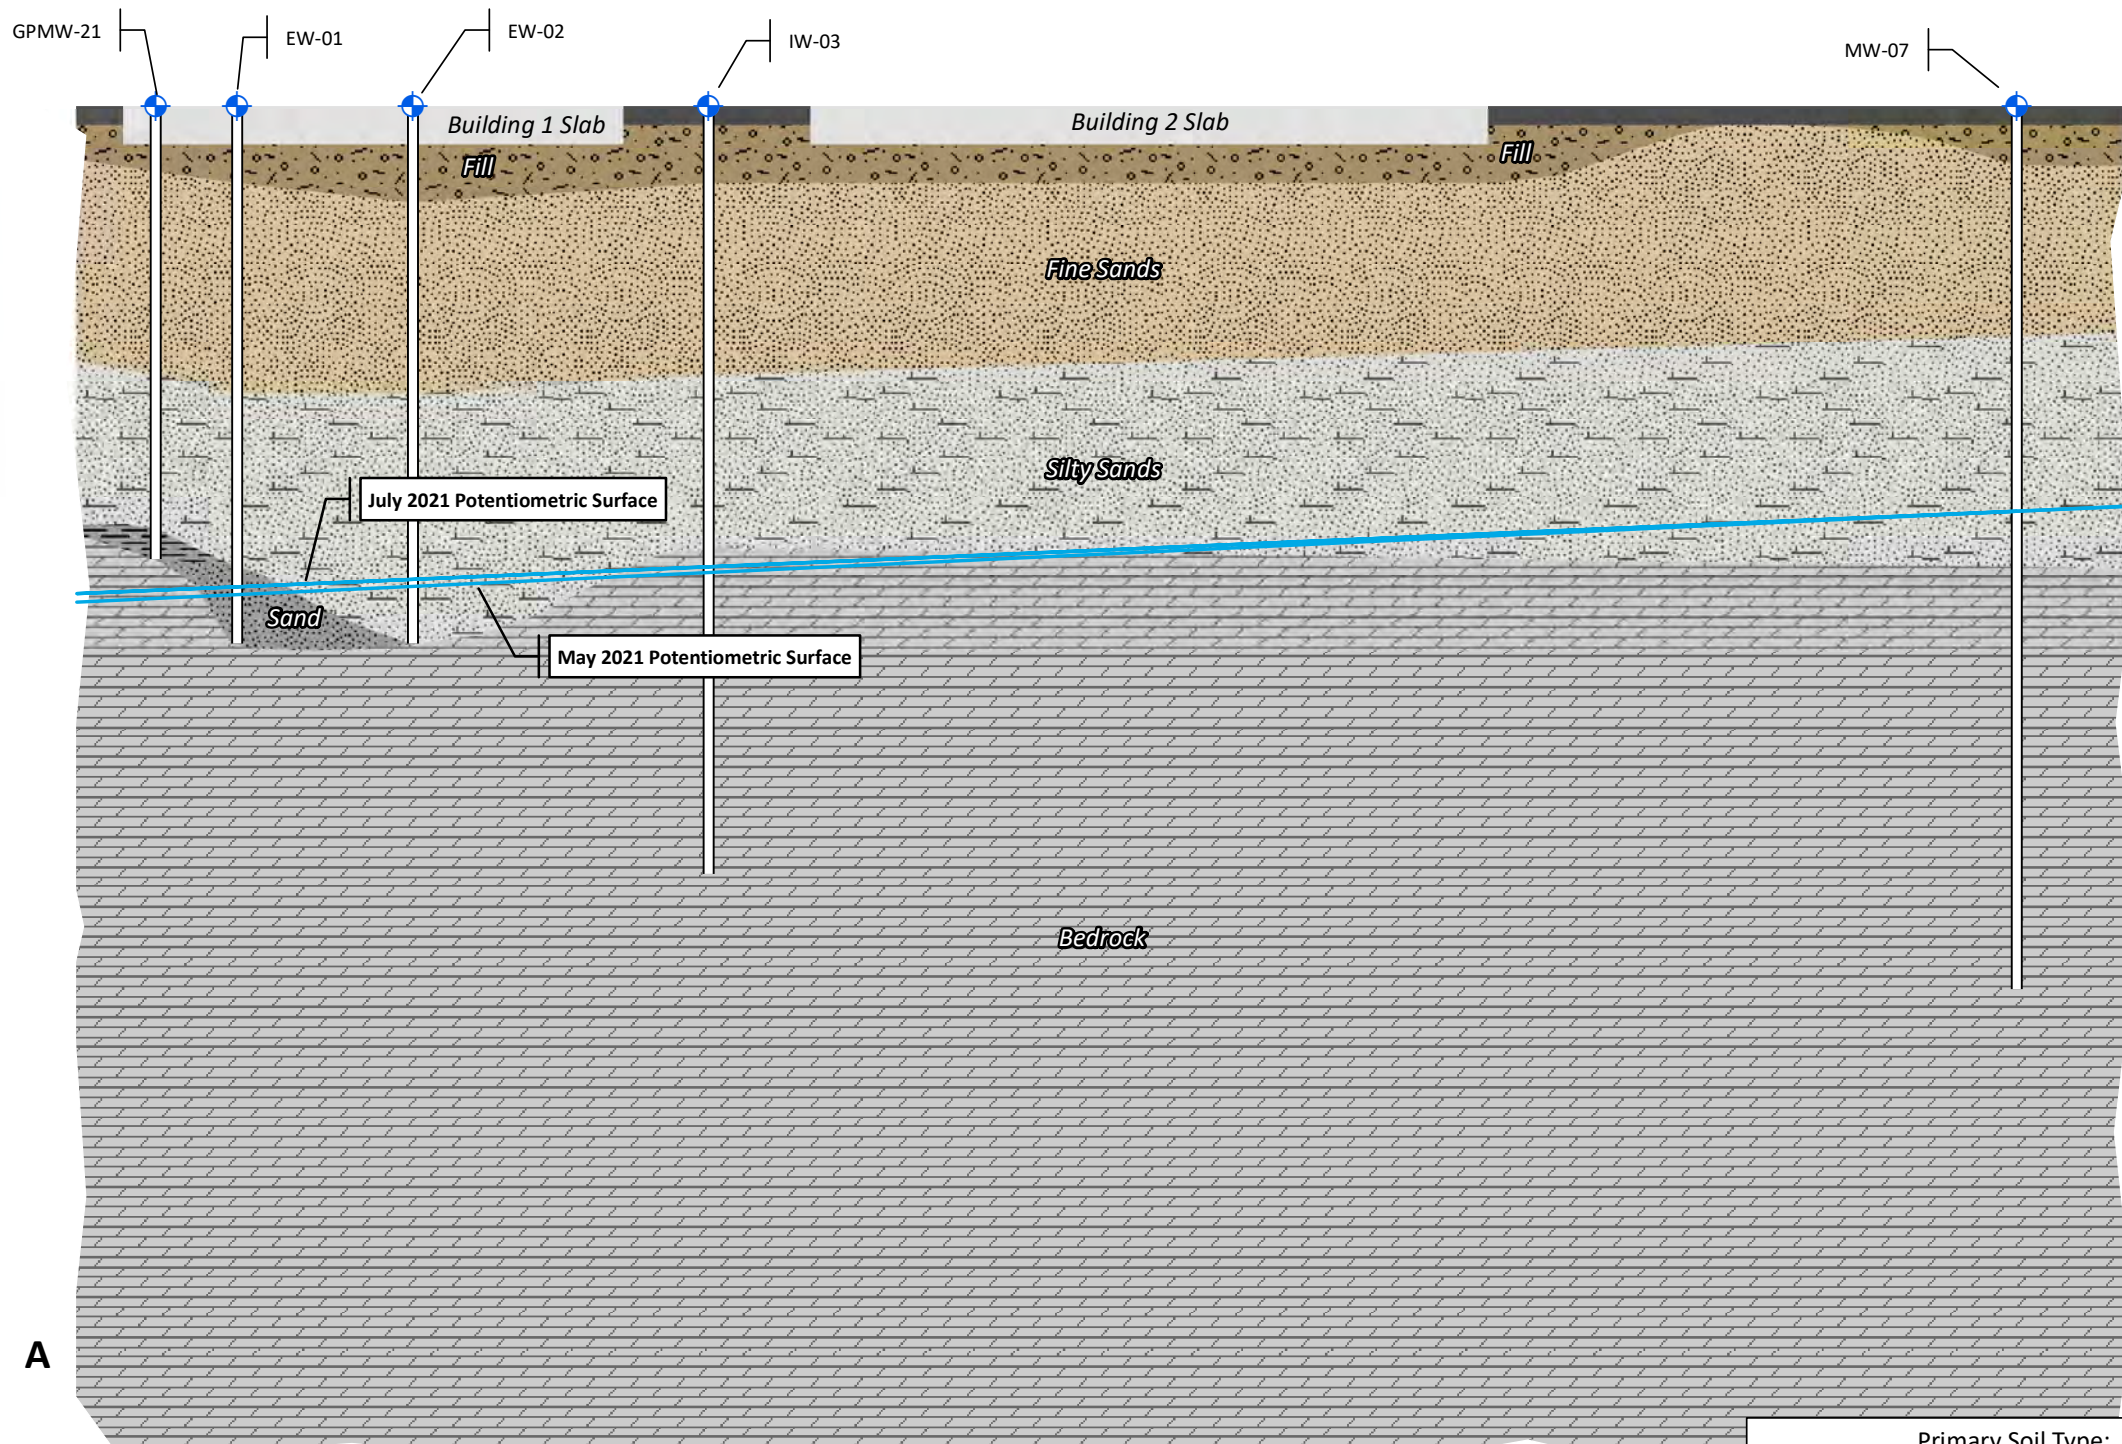 GPMW-21
EW-01
EW-02
IW-03
MW-07
Building 1 Slab
Building 2 Slab
Fill
Fill
Fine Sands
Silty Sands
July 2021 Potentiometric Surface
Sand
May 2021 Potentiometric Surface
Bedrock
A
Primary Soil Type: